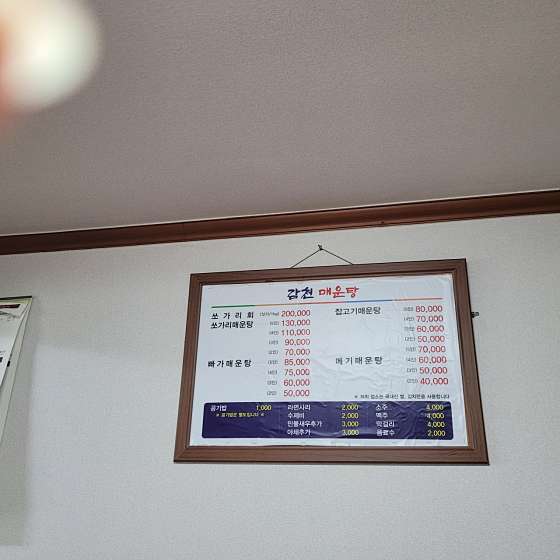 감천 매운탕
쏘 가 리 회 200,000
쏘가리매운탕 130,000
110,000
90,000
70,000
빠가매운탕 85,000
75,000
60,000
50,000
잡고기매운탕 80,000
70,000
60,000
50,000
메기매운탕 70,000
60,000
50,000
40,000
공기밥 1,000
라면사리 2,000
수제비 2,000
민물새우추가 3,000
야채추가 3,000
소주 4,000
맥주 4,000
막걸리 4,000
음료수 2,000